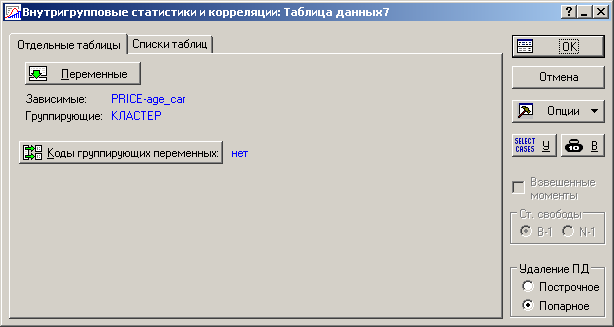 Внутригрупповые статистики и корреляции: Таблица данных7
Отдельные таблицы Списки таблиц
Переменные
Зависимые: PRICE-age_car
Группирующие: КЛАСТЕР
Коды группирующих переменных: нет
OK
Отмена
Опции
SELECT CASES У В
Взвешенные
моменты
Ст. свободы
В-1 N-1
Удаление ПД
Построчное
Попарное